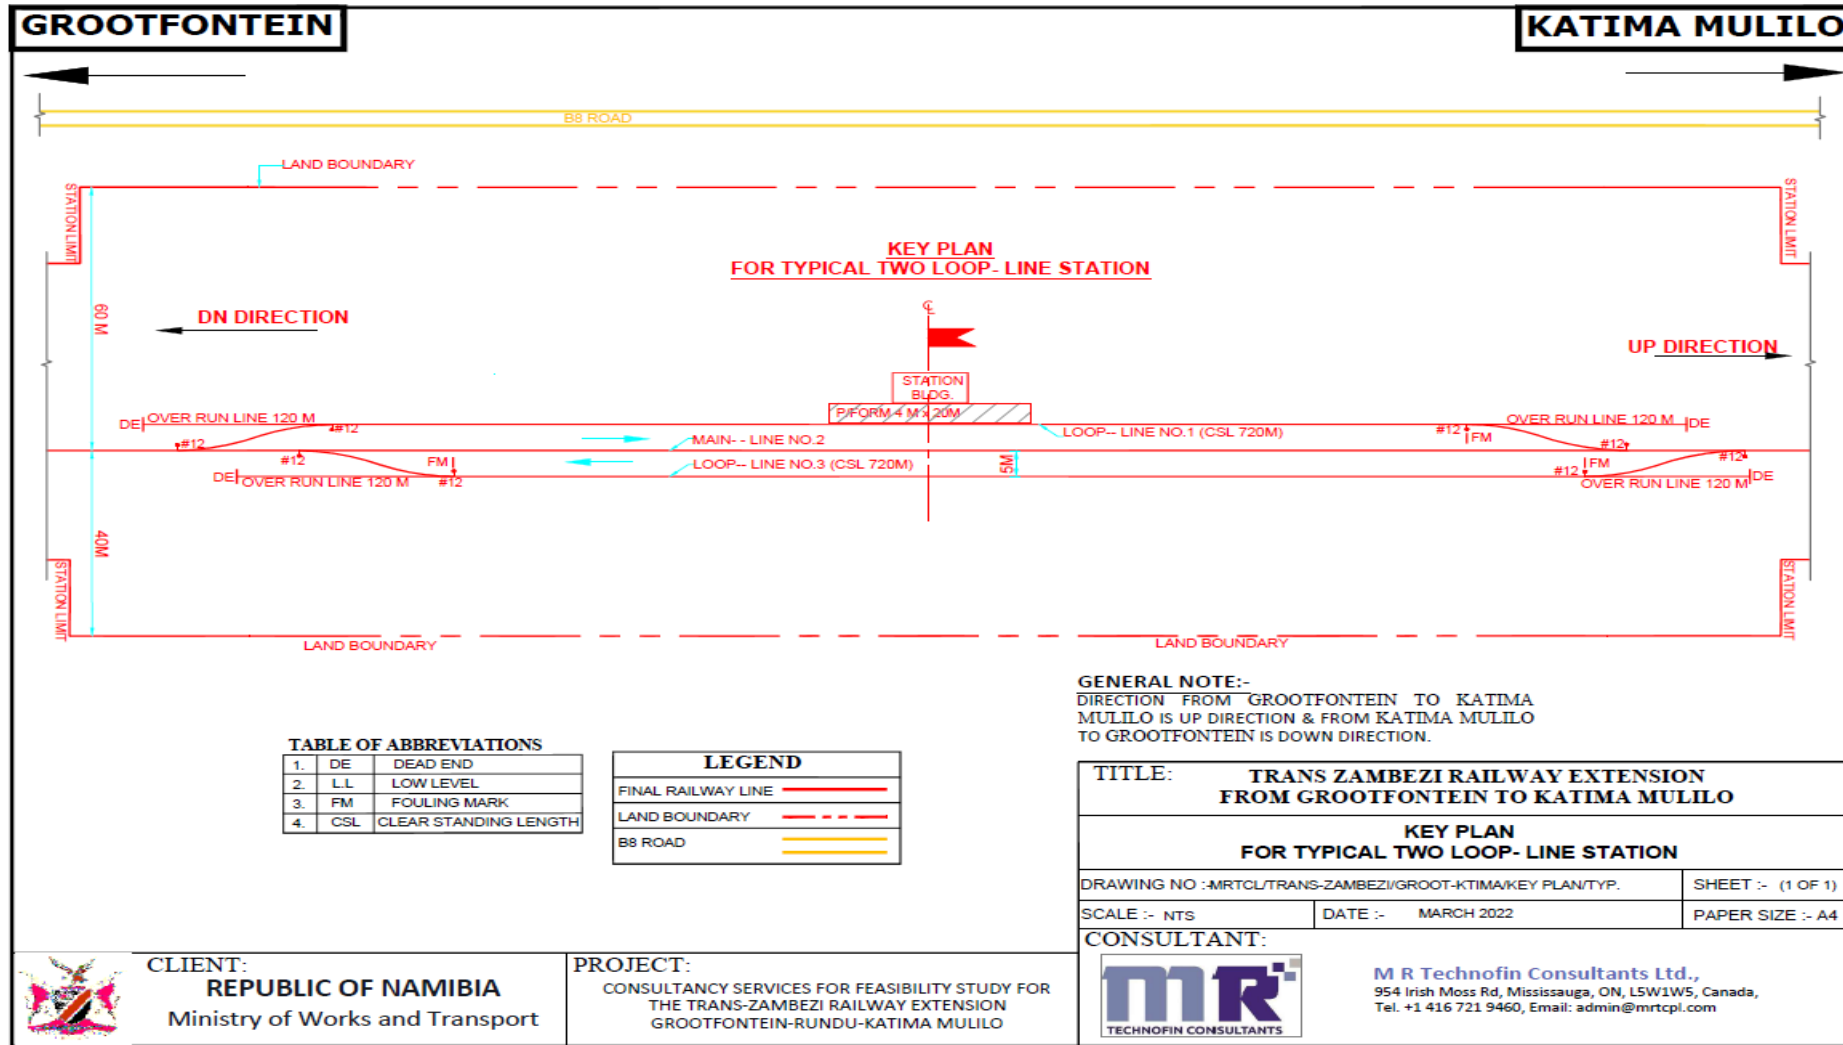 GROOTFONTEIN
KATIMA MULILO
B8 ROAD
LAND BOUNDARY
STATION LIMIT
STATION LIMIT
KEY PLAN
FOR TYPICAL TWO LOOP- LINE STATION
60 M
DN DIRECTION
℄
UP DIRECTION
STATION
BLDG.
P/FORM 4 M X 20M
DE
OVER RUN LINE 120 M
#12
LOOP-- LINE NO.1 (CSL 720M)
OVER RUN LINE 120 M
DE
#12
FM
#12
MAIN- - LINE NO.2
#12
#12
FM
LOOP-- LINE NO.3 (CSL 720M)
5M
#12
FM
#12
DE
OVER RUN LINE 120 M
#12
OVER RUN LINE 120 M
DE
40M
STATION LIMIT
STATION LIMIT
LAND BOUNDARY
LAND BOUNDARY
GENERAL NOTE:-
DIRECTION FROM GROOTFONTEIN TO KATIMA
MULILO IS UP DIRECTION & FROM KATIMA MULILO
TO GROOTFONTEIN IS DOWN DIRECTION.
TABLE OF ABBREVIATIONS
1. DE DEAD END
2. L.L LOW LEVEL
3. FM FOULING MARK
4. CSL CLEAR STANDING LENGTH
LEGEND
FINAL RAILWAY LINE
LAND BOUNDARY
B8 ROAD
TITLE: TRANS ZAMBEZI RAILWAY EXTENSION
FROM GROOTFONTEIN TO KATIMA MULILO
KEY PLAN
FOR TYPICAL TWO LOOP- LINE STATION
DRAWING NO :-MRTCL/TRANS-ZAMBEZI/GROOT-KTIMA/KEY PLAN/TYP.
SHEET :- (1 OF 1)
SCALE :- NTS
DATE :- MARCH 2022
PAPER SIZE :- A4
CONSULTANT:
MR
TECHNOFIN CONSULTANTS
M R Technofin Consultants Ltd.,
954 Irish Moss Rd, Mississauga, ON, L5W1W5, Canada,
Tel. +1 416 721 9460, Email: admin@mrtcpl.com
CLIENT:
REPUBLIC OF NAMIBIA
Ministry of Works and Transport
PROJECT:
CONSULTANCY SERVICES FOR FEASIBILITY STUDY FOR
THE TRANS-ZAMBEZI RAILWAY EXTENSION
GROOTFONTEIN-RUNDU-KATIMA MULILO